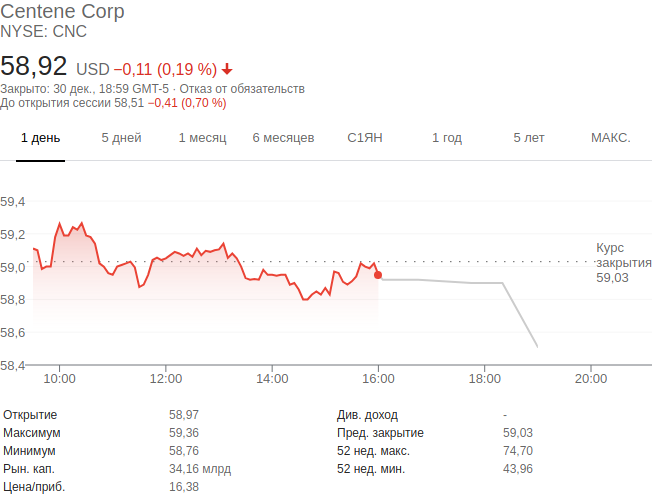 Centene Corp
NYSE: CNC
58,92 USD −0,11 (0,19 %)
Закрыто: 30 дек., 18:59 GMT-5 · Отказ от обязательств
До открытия сессии 58,51 −0,41 (0,70 %)
1 день 5 дней 1 месяц 6 месяцев С1ЯН 1 год 5 лет МАКС.
59,4
59,2
59,0
58,8
58,6
58,4
Курс
закрытия
59,03
10:00 12:00 14:00 16:00 18:00 20:00
Открытие 58,97 Див. доход -
Максимум 59,36 Пред. закрытие 59,03
Минимум 58,76 52 нед. макс. 74,70
Рын. кап. 34,16 млрд 52 нед. мин. 43,96
Цена/приб. 16,38